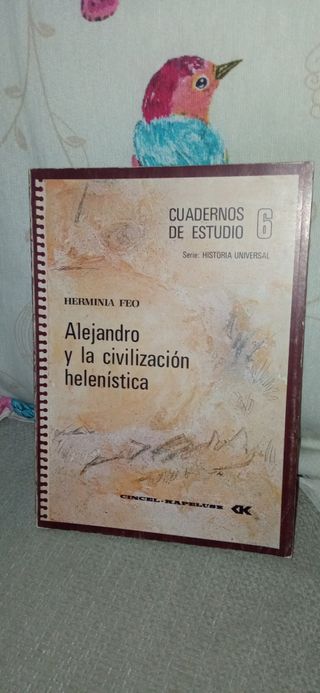 CUADERNOS
DE ESTUDIO 6
Serie: HISTORIA UNIVERSAL
HERMINIA FEO
Alejandro
y la civilización
helenística
CINCEL-KAPELUSZ CK